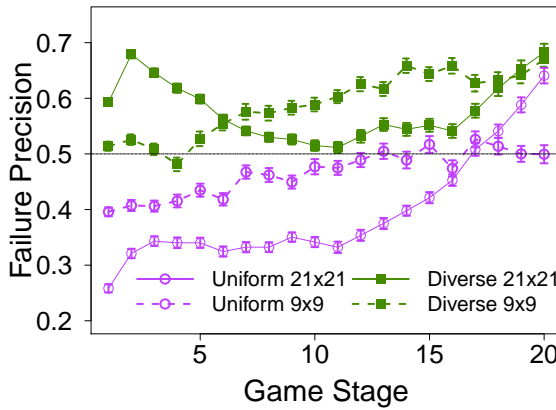 0.7
0.6
0.5
0.4
0.3
0.2
Failure Precision
Uniform 21x21 Diverse 21x21
Uniform 9x9 Diverse 9x9
5 10 15 20
Game Stage